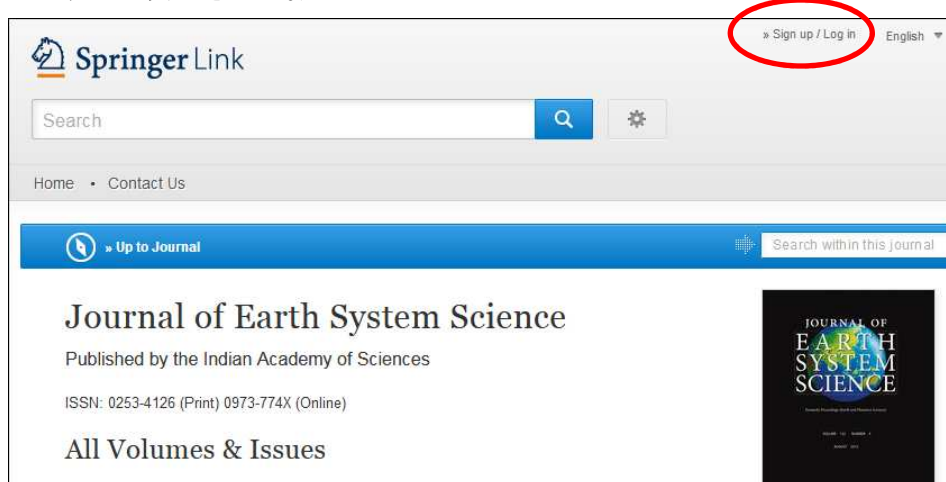 » Sign up / Log in English
Springer Link
Search
Home • Contact Us
» Up to Journal
Search within this journal
Journal of Earth System Science
Published by the Indian Academy of Sciences
ISSN: 0253-4126 (Print) 0973-774X (Online)
All Volumes & Issues
JOURNAL OF
EARTH
SYSTEM
SCIENCE